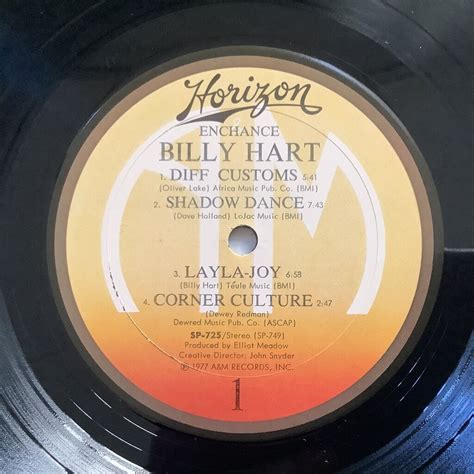 Horizon
ENCHANCE
BILLY HART
1. DIFF CUSTOMS 5:41
(Oliver Lake) Africa Music Pub. Co. (BMI)
2. SHADOW DANCE 7:43
(Dave Holland) LoJac Music (BMI)
3. LAYLA-JOY 6:58
(Billy Hart) Teule Music (BMI)
4. CORNER CULTURE 2:47
(Dewey Redman)
Dewred Music Pub. Co. (ASCAP)
SP-725/Stereo (SP-749)
Produced by Elliot Meadow
Creative Director: John Snyder
℗ 1977 A&M RECORDS, INC.
1